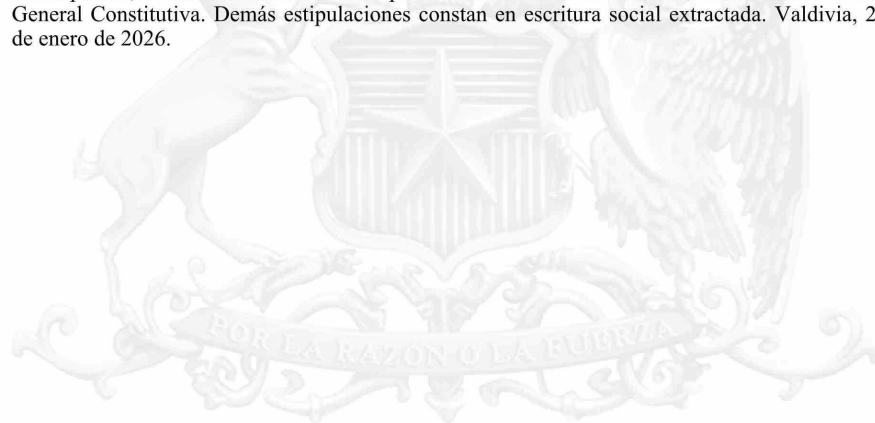 General Constitutiva. Demás estipulaciones constan en escritura social extractada. Valdivia, 2
de enero de 2026.
POR LA RAZÓN O LA FUERZA